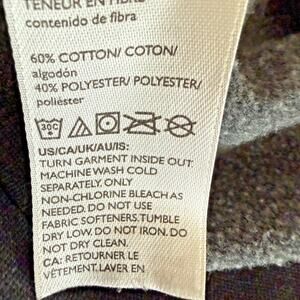 TENEUR EN FIBRE
contenido de fibra
60% COTTON/ COTON/
algodón
40% POLYESTER/ POLYESTER/
poliéster
30C
US/CA/UK/AU/IS:
TURN GARMENT INSIDE OUT.
MACHINE WASH COLD
SEPARATELY. ONLY
NON-CHLORINE BLEACH AS
NEEDED. DO NOT USE
FABRIC SOFTENERS. TUMBLE
DRY LOW. DO NOT IRON. DO
NOT DRY CLEAN.
CA: RETOURNER LE
VÊTEMENT. LAVER EN